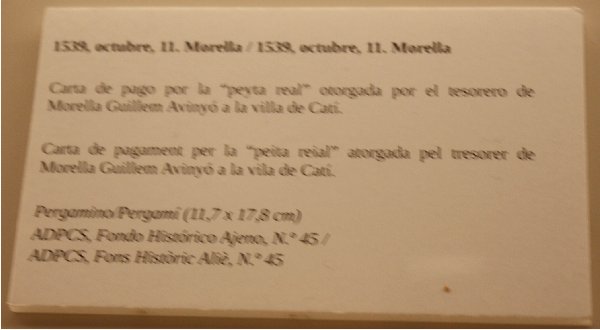 1539, octubre, 11. Morella / 1539, octubre, 11. Morella
Carta de pago por la “peyta real” otorgada por el tesorero de
Morella Guillem Avinyó a la villa de Catí.
Carta de pagament per la “peita reial” atorgada pel tresorer de
Morella Guillem Avinyó a la vila de Catí.
Pergamino/Pergamí (11,7 x 17,8 cm)
ADPCS, Fondo Histórico Ajeno, N.º 45 /
ADPCS, Fons Històric Aliè, N.º 45